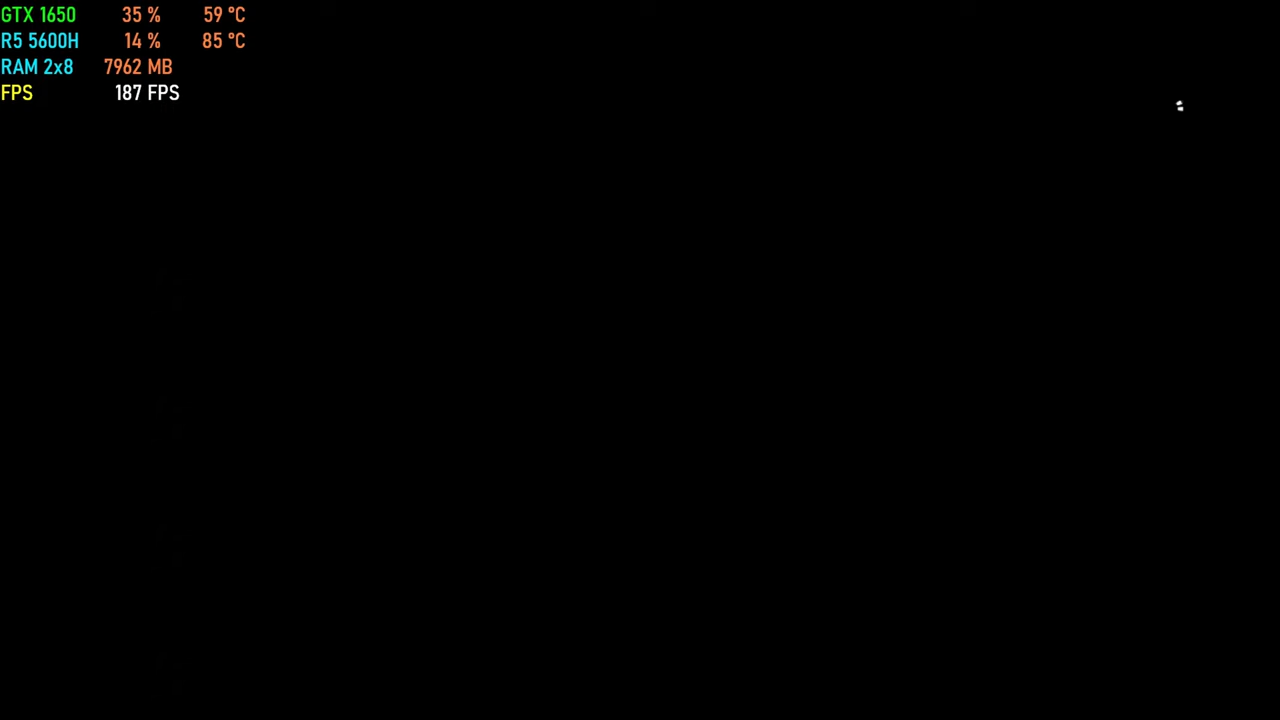 GTX 1650 35 % 59 °C
R5 5600H 14 % 85 °C
RAM 2x8 7962 MB
FPS 187 FPS